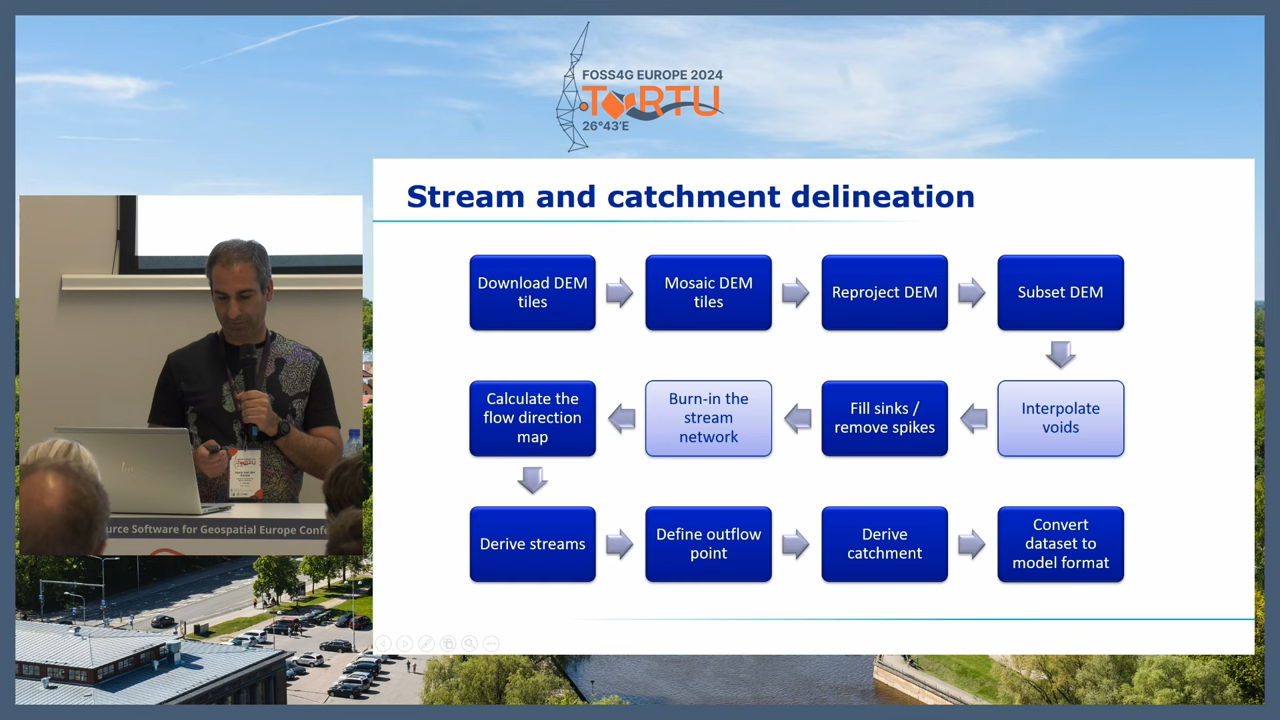 FOSS4G EUROPE 2024
TARTU
26°43'E
Stream and catchment delineation
Download DEM
tiles
Mosaic DEM
tiles
Reproject DEM
Subset DEM
Calculate the
flow direction
map
Burn-in the
stream
network
Fill sinks /
remove spikes
Interpolate
voids
Derive streams
Define outflow
point
Derive
catchment
Convert
dataset to
model format
urce Software for Geospatial Europe Confe
hp